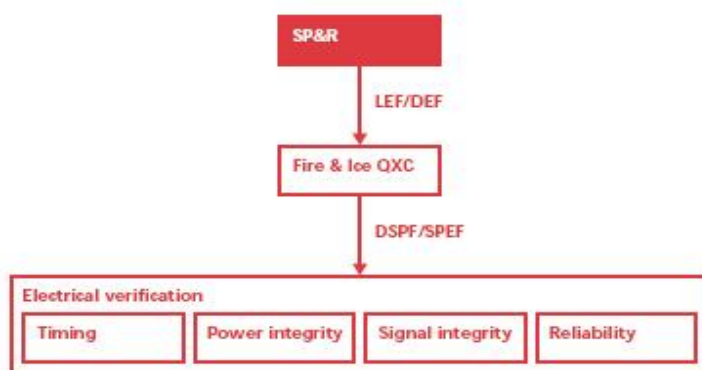 SP&R
LEF/DEF
Fire & Ice QXC
DSPF/SPEF
Electrical verification
Timing
Power integrity
Signal integrity
Reliability